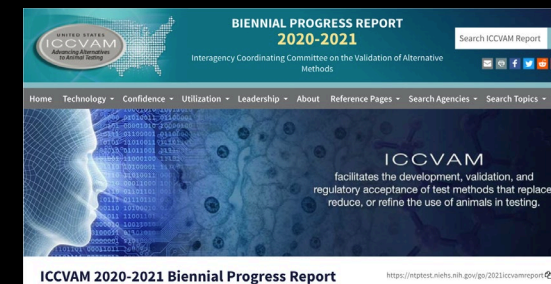 UNITED STATES
ICCVAM
Advancing Alternatives
to Animal Testing
BIENNIAL PROGRESS REPORT
2020-2021
Interagency Coordinating Committee on the Validation of Alternative
Methods
Search ICCVAM Report
Home Technology Confidence Utilization Leadership About Reference Pages Search Agencies Search Topics
ICCVAM
facilitates the development, validation, and
regulatory acceptance of test methods that replace
reduce, or refine the use of animals in testing.
ICCVAM 2020-2021 Biennial Progress Report
https://ntptest.niehs.nih.gov/go/2021iccvamreport